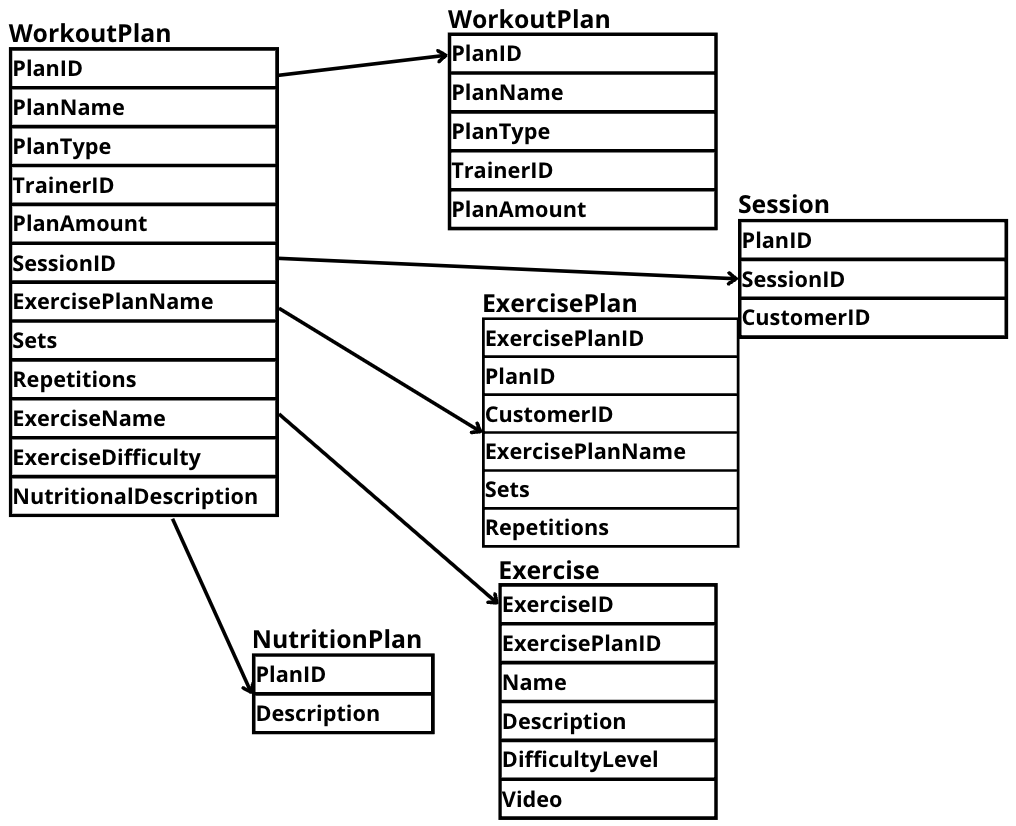 WorkoutPlan
PlanID
PlanName
PlanType
TrainerID
PlanAmount
SessionID
ExercisePlanName
Sets
Repetitions
ExerciseName
ExerciseDifficulty
NutritionalDescription
WorkoutPlan
PlanID
PlanName
PlanType
TrainerID
PlanAmount
Session
PlanID
SessionID
CustomerID
ExercisePlan
ExercisePlanID
PlanID
CustomerID
ExercisePlanName
Sets
Repetitions
Exercise
ExerciseID
ExercisePlanID
Name
Description
DifficultyLevel
Video
NutritionPlan
PlanID
Description